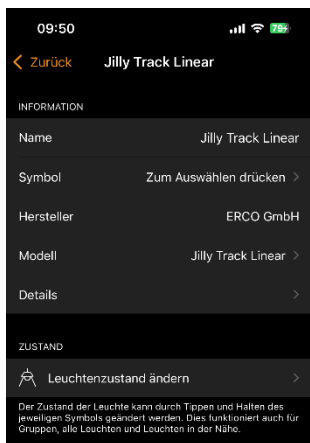 09:50
79
Zurück Jilly Track Linear
INFORMATION
Name Jilly Track Linear
Symbol Zum Auswählen drücken
Hersteller ERCO GmbH
Modell Jilly Track Linear
Details
ZUSTAND
Leuchtenzustand ändern
Der Zustand der Leuchte kann durch Tippen und Halten des
jeweiligen Symbols geändert werden. Dies funktioniert auch für
Gruppen, alle Leuchten und Leuchten in der Nähe.